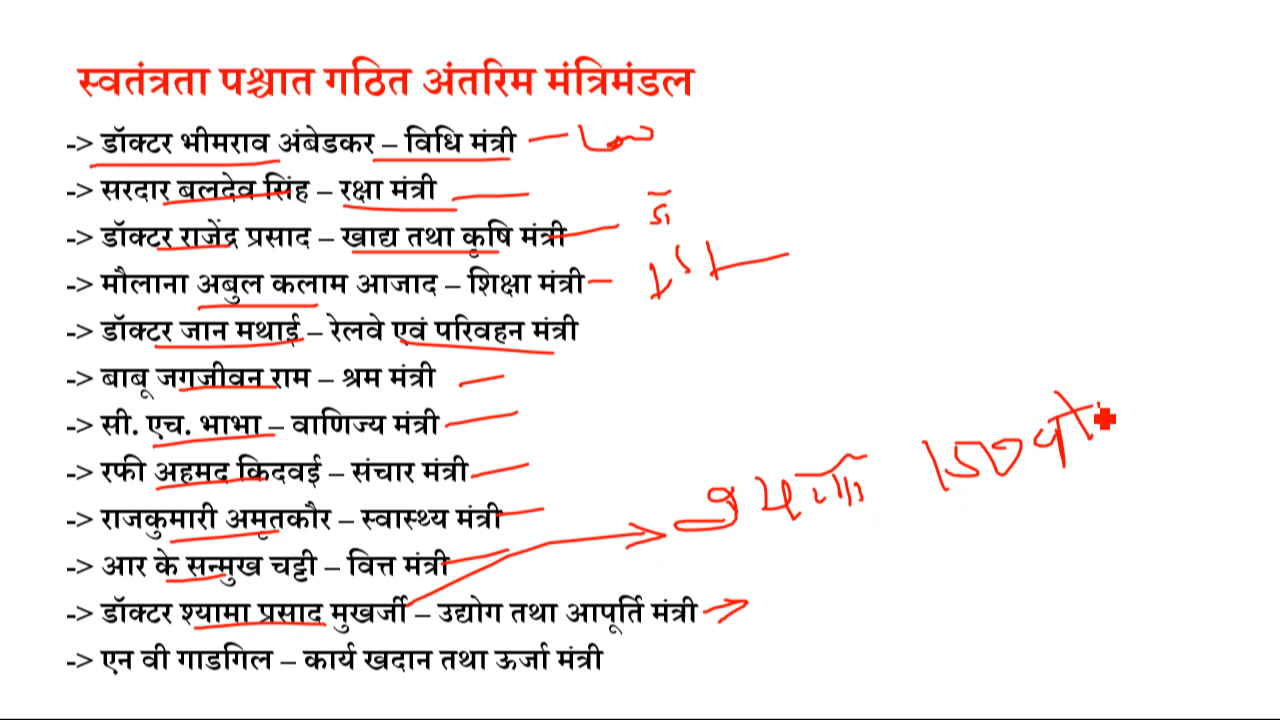 स्वतंत्रता पश्चात गठित अंतरिम मंत्रिमंडल
-> डॉक्टर भीमराव अंबेडकर – विधि मंत्री
-> सरदार बलदेव सिंह – रक्षा मंत्री
-> डॉक्टर राजेंद्र प्रसाद – खाद्य तथा कृषि मंत्री
-> मौलाना अबुल कलाम आजाद – शिक्षा मंत्री
-> डॉक्टर जान मथाई – रेलवे एवं परिवहन मंत्री
-> बाबू जगजीवन राम – श्रम मंत्री
-> सी. एच. भाभा – वाणिज्य मंत्री
-> रफी अहमद किदवई – संचार मंत्री
-> राजकुमारी अमृतकौर – स्वास्थ्य मंत्री
-> आर के सन्मुख चट्टी – वित्त मंत्री
-> डॉक्टर श्यामा प्रसाद मुखर्जी – उद्योग तथा आपूर्ति मंत्री
-> एन वी गाडगिल – कार्य खदान तथा ऊर्जा मंत्री
150